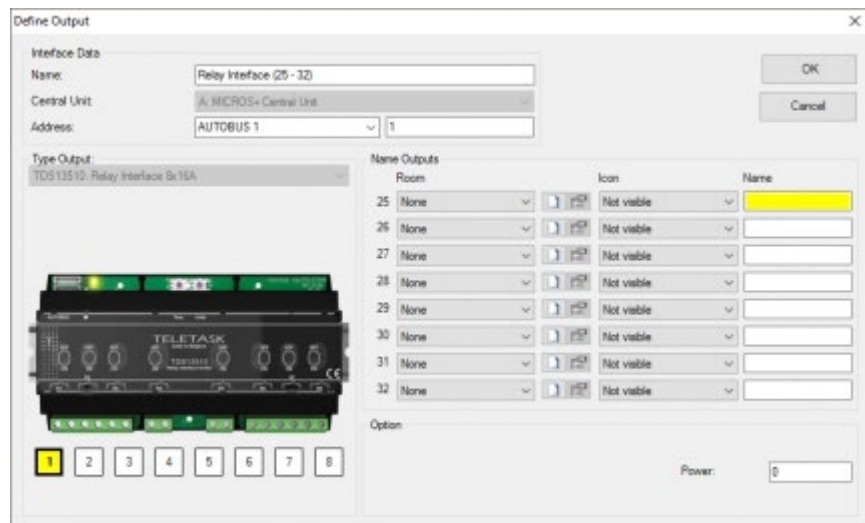 Define Output
Interface Data
Name: Relay Interface (25 - 32)
Central Unit: A: MICROS+ Central Unit
Address: AUTOBUS 1 1
Type Output:
TDS13510: Relay Interface 8x16A
TELETASK
TDS13510
1 2 3 4 5 6 7 8
Name Outputs
Room Icon Name
25 None Not visible
26 None Not visible
27 None Not visible
28 None Not visible
29 None Not visible
30 None Not visible
31 None Not visible
32 None Not visible
Option
Power: 0
OK
Cancel